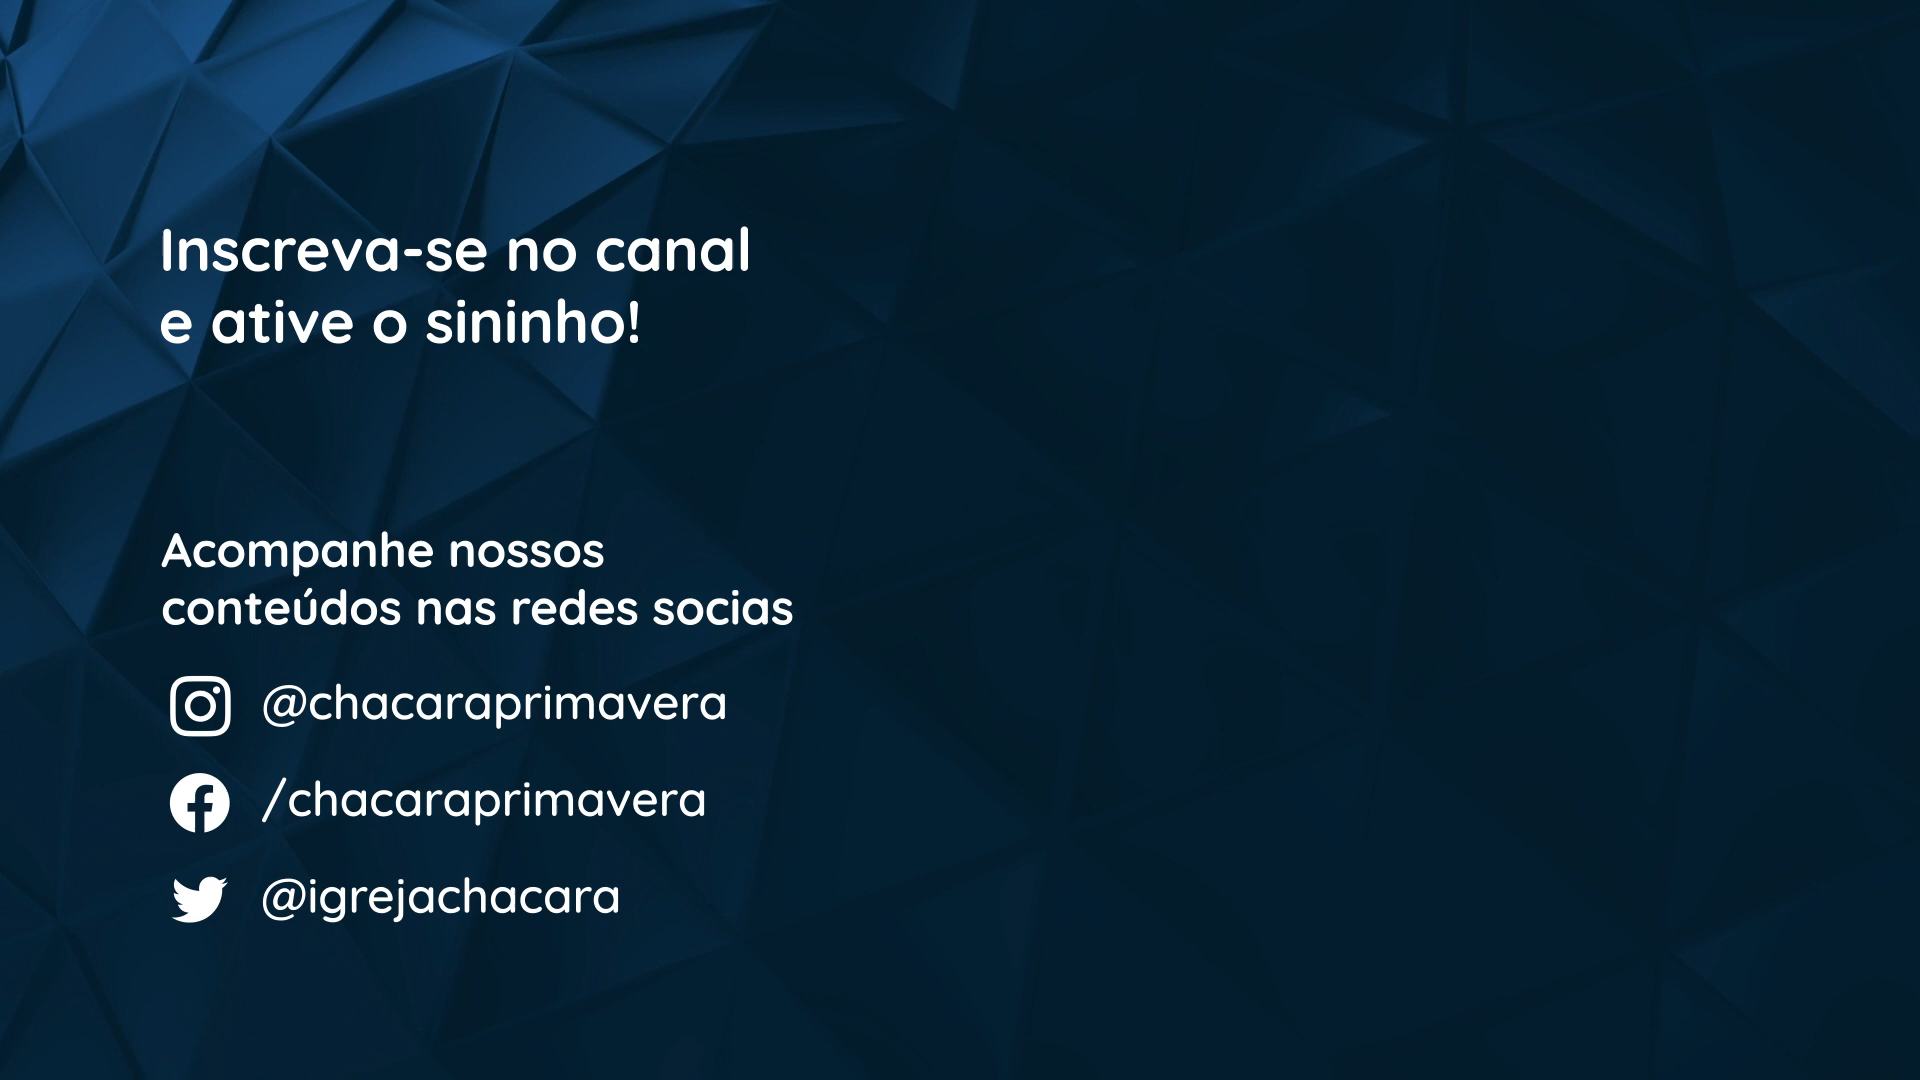 Inscreva-se no canal
e ative o sininho!
Acompanhe nossos
conteúdos nas redes socias
@chacaraprimavera
/chacaraprimavera
@igrejachacara